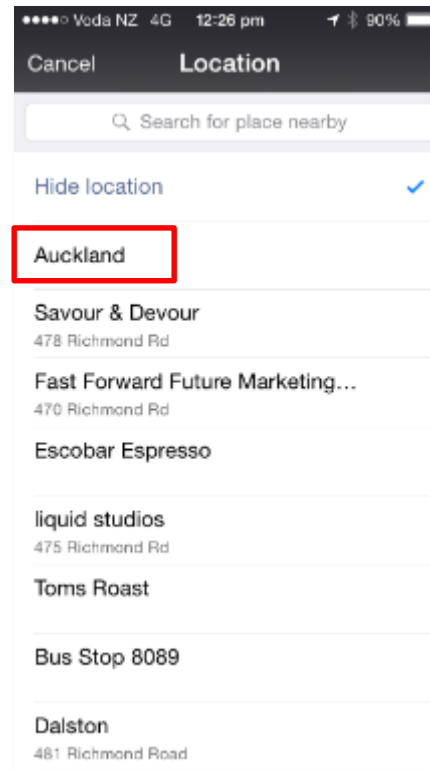 Voda NZ 4G 12:26 pm 90%
Cancel Location
Search for place nearby
Hide location
Auckland
Savour & Devour
478 Richmond Rd
Fast Forward Future Marketing...
470 Richmond Rd
Escobar Espresso
liquid studios
475 Richmond Rd
Toms Roast
Bus Stop 8089
Dalston
481 Richmond Road